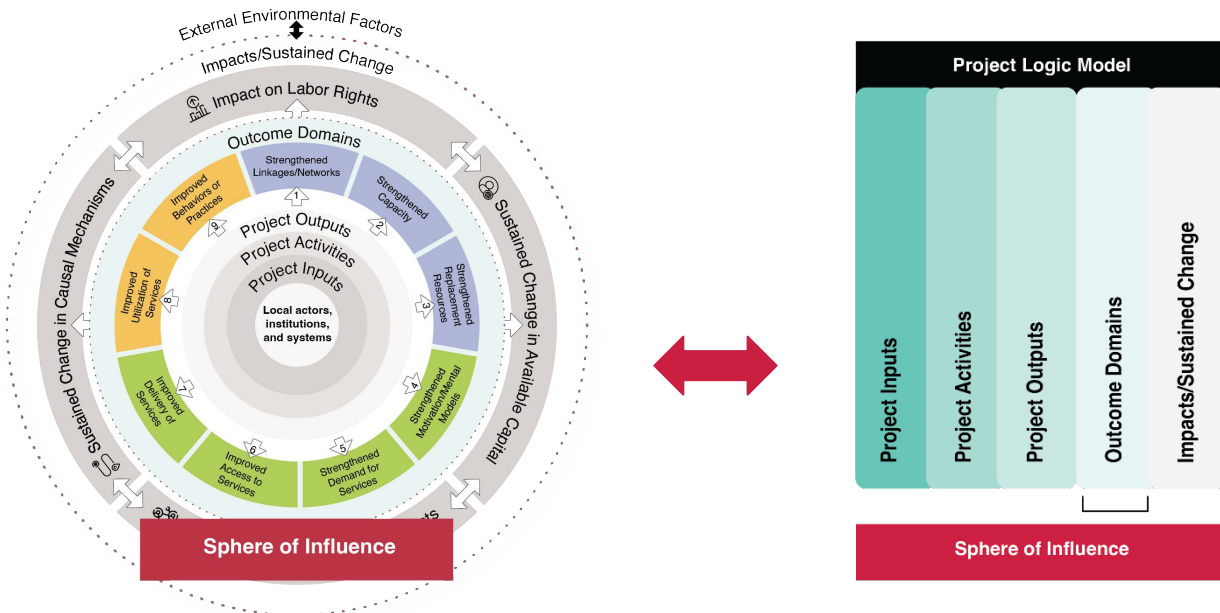 External Environmental Factors
Impacts/Sustained Change
Impact on Labor Rights
Sustained Change in Causal Mechanisms
Sustained Change in Available Capital
Outcome Domains
Strengthened
Linkages/Networks
Strengthened
Capacity
Strengthened
Replacement
Resources
Strengthened
Motivation/Mental
Models
Strengthened
Demand for
Services
Improved
Access to
Services
Improved
Delivery of
Services
Improved
Utilization of
Services
Improved
Behaviors or
Practices
1
2
3
4
5
6
7
8
9
Project Outputs
Project Activities
Project Inputs
Local actors,
institutions,
and systems
Sphere of Influence
Project Logic Model
Project Inputs
Project Activities
Project Outputs
Outcome Domains
Impacts/Sustained Change
Sphere of Influence